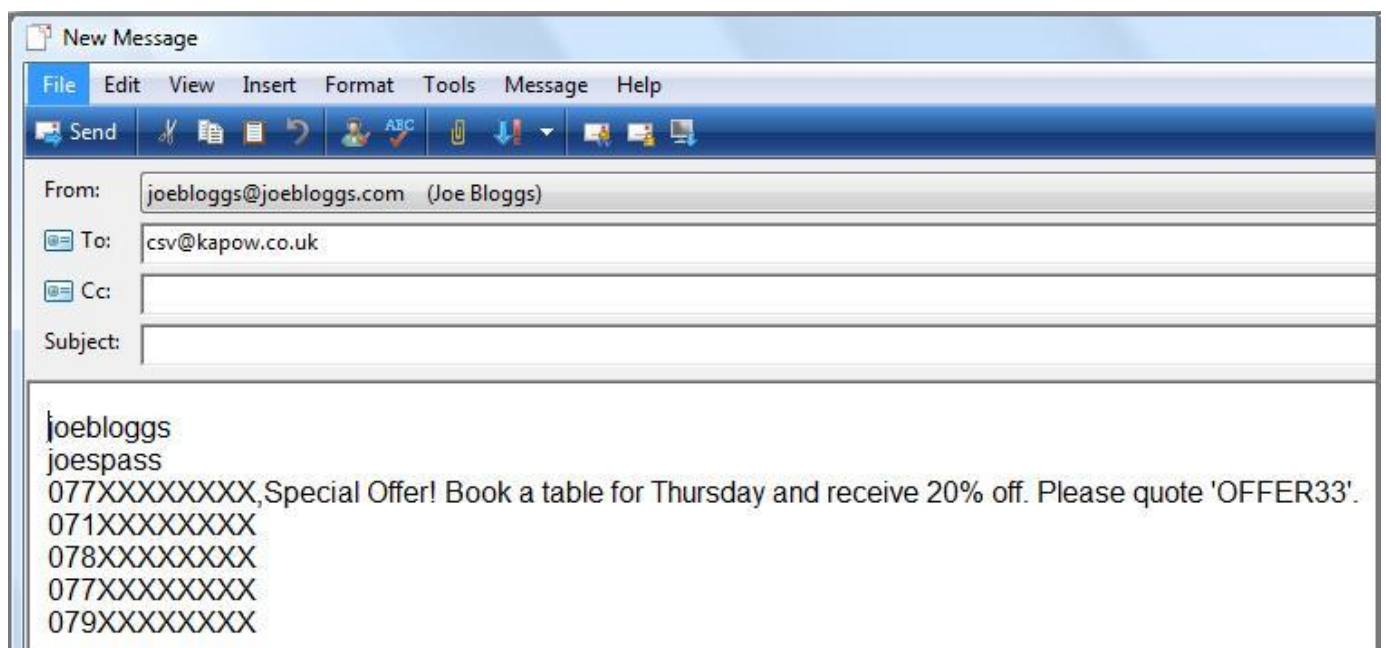 New Message
File Edit View Insert Format Tools Message Help
Send ABC
From: joebloggs@joebloggs.com (Joe Bloggs)
To: csv@kapow.co.uk
Cc:
Subject:
joebloggs
joespass
077XXXXXXXX,Special Offer! Book a table for Thursday and receive 20% off. Please quote 'OFFER33'.
071XXXXXXXX
078XXXXXXXX
077XXXXXXXX
079XXXXXXXX